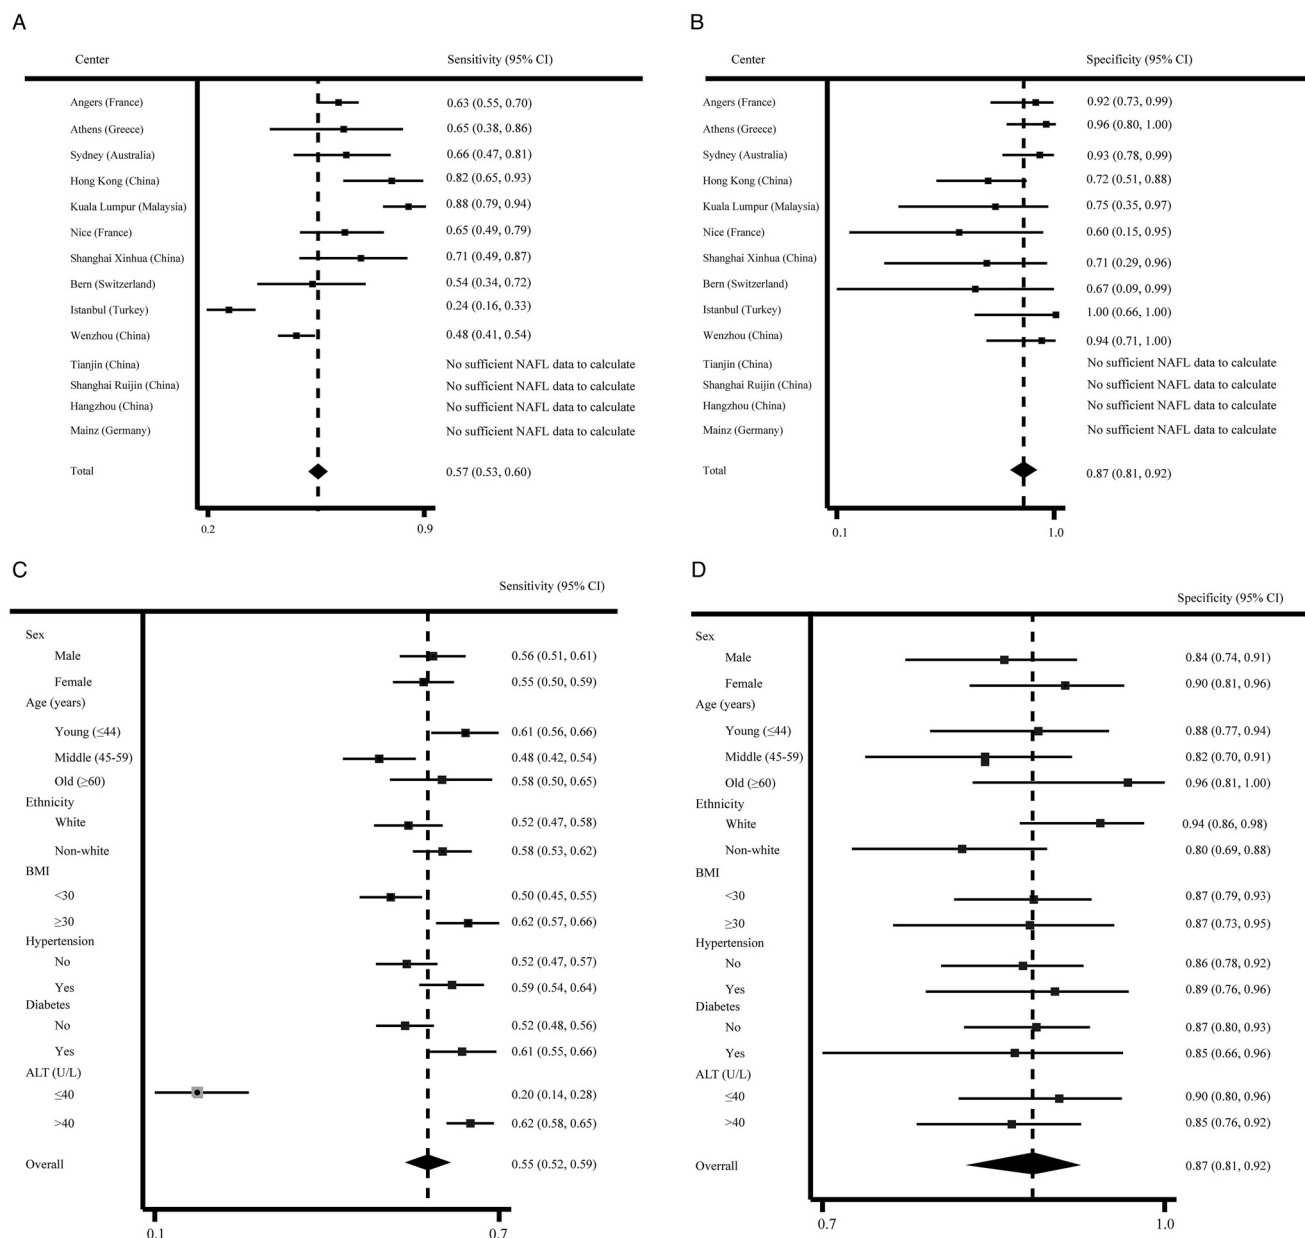 A
Center Sensitivity (95% CI)
Angers (France) 0.63 (0.55, 0.70)
Athens (Greece) 0.65 (0.38, 0.86)
Sydney (Australia) 0.66 (0.47, 0.81)
Hong Kong (China) 0.82 (0.65, 0.93)
Kuala Lumpur (Malaysia) 0.88 (0.79, 0.94)
Nice (France) 0.65 (0.49, 0.79)
Shanghai Xinhua (China) 0.71 (0.49, 0.87)
Bern (Switzerland) 0.54 (0.34, 0.72)
Istanbul (Turkey) 0.24 (0.16, 0.33)
Wenzhou (China) 0.48 (0.41, 0.54)
Tianjin (China) No sufficient NAFL data to calculate
Shanghai Ruijin (China) No sufficient NAFL data to calculate
Hangzhou (China) No sufficient NAFL data to calculate
Mainz (Germany) No sufficient NAFL data to calculate
Total 0.57 (0.53, 0.60)
0.2 0.9
B
Center Specificity (95% CI)
Angers (France) 0.92 (0.73, 0.99)
Athens (Greece) 0.96 (0.80, 1.00)
Sydney (Australia) 0.93 (0.78, 0.99)
Hong Kong (China) 0.72 (0.51, 0.88)
Kuala Lumpur (Malaysia) 0.75 (0.35, 0.97)
Nice (France) 0.60 (0.15, 0.95)
Shanghai Xinhua (China) 0.71 (0.29, 0.96)
Bern (Switzerland) 0.67 (0.09, 0.99)
Istanbul (Turkey) 1.00 (0.66, 1.00)
Wenzhou (China) 0.94 (0.71, 1.00)
Tianjin (China) No sufficient NAFL data to calculate
Shanghai Ruijin (China) No sufficient NAFL data to calculate
Hangzhou (China) No sufficient NAFL data to calculate
Mainz (Germany) No sufficient NAFL data to calculate
Total 0.87 (0.81, 0.92)
0.1 1.0
C
Sensitivity (95% CI)
Sex
Male 0.56 (0.51, 0.61)
Female 0.55 (0.50, 0.59)
Age (years)
Young (≤44) 0.61 (0.56, 0.66)
Middle (45-59) 0.48 (0.42, 0.54)
Old (≥60) 0.58 (0.50, 0.65)
Ethnicity
White 0.52 (0.47, 0.58)
Non-white 0.58 (0.53, 0.62)
BMI
<30 0.50 (0.45, 0.55)
≥30 0.62 (0.57, 0.66)
Hypertension
No 0.52 (0.47, 0.57)
Yes 0.59 (0.54, 0.64)
Diabetes
No 0.52 (0.48, 0.56)
Yes 0.61 (0.55, 0.66)
ALT (U/L)
≤40 0.20 (0.14, 0.28)
>40 0.62 (0.58, 0.65)
Overall 0.55 (0.52, 0.59)
0.1 0.7
D
Specificity (95% CI)
Sex
Male 0.84 (0.74, 0.91)
Female 0.90 (0.81, 0.96)
Age (years)
Young (≤44) 0.88 (0.77, 0.94)
Middle (45-59) 0.82 (0.70, 0.91)
Old (≥60) 0.96 (0.81, 1.00)
Ethnicity
White 0.94 (0.86, 0.98)
Non-white 0.80 (0.69, 0.88)
BMI
<30 0.87 (0.79, 0.93)
≥30 0.87 (0.73, 0.95)
Hypertension
No 0.86 (0.78, 0.92)
Yes 0.89 (0.76, 0.96)
Diabetes
No 0.87 (0.80, 0.93)
Yes 0.85 (0.66, 0.96)
ALT (U/L)
≤40 0.90 (0.80, 0.96)
>40 0.85 (0.76, 0.92)
Overrall 0.87 (0.81, 0.92)
0.7 1.0